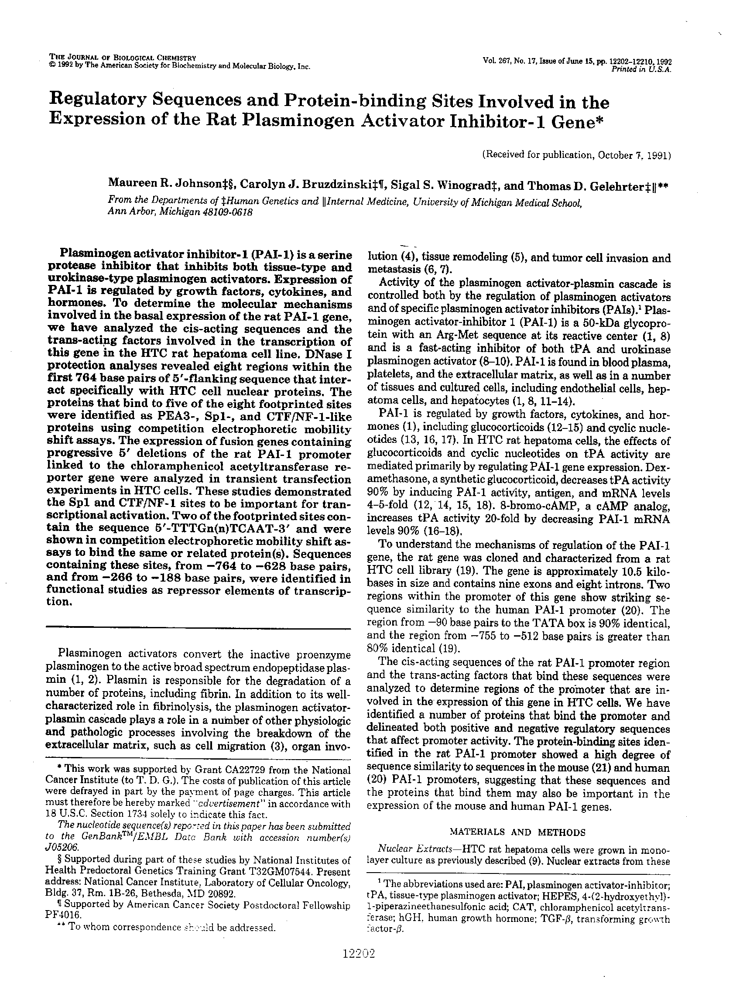 THE JOURNAL OF BIOLOGICAL CHEMISTRY
© 1992 by The American Society for Biochemistry and Molecular Biology, Inc.
Vol. 267, No. 17, Issue of June 15, pp. 12202-12210, 1992
Printed in U.S.A.
Regulatory Sequences and Protein-binding Sites Involved in the
Expression of the Rat Plasminogen Activator Inhibitor-1 Gene*
(Received for publication, October 7, 1991)
Maureen R. Johnson‡§, Carolyn J. Bruzdzinski‡¶, Sigal S. Winograd‡, and Thomas D. Gelehrter‡‖**
From the Departments of ‡Human Genetics and ‖Internal Medicine, University of Michigan Medical School,
Ann Arbor, Michigan 48109-0618
Plasminogen activator inhibitor-1 (PAI-1) is a serine
protease inhibitor that inhibits both tissue-type and
urokinase-type plasminogen activators. Expression of
PAI-1 is regulated by growth factors, cytokines, and
hormones. To determine the molecular mechanisms
involved in the basal expression of the rat PAI-1 gene,
we have analyzed the cis-acting sequences and the
trans-acting factors involved in the transcription of
this gene in the HTC rat hepatoma cell line. DNase I
protection analyses revealed eight regions within the
first 764 base pairs of 5′-flanking sequence that inter-
act specifically with HTC cell nuclear proteins. The
proteins that bind to five of the eight footprinted sites
were identified as PEA3-, Sp1-, and CTF/NF-1-like
proteins using competition electrophoretic mobility
shift assays. The expression of fusion genes containing
progressive 5′ deletions of the rat PAI-1 promoter
linked to the chloramphenicol acetyltransferase re-
porter gene were analyzed in transient transfection
experiments in HTC cells. These studies demonstrated
the Sp1 and CTF/NF-1 sites to be important for tran-
scriptional activation. Two of the footprinted sites con-
tain the sequence 5′-TTTGn(n)TCAAT-3′ and were
shown in competition electrophoretic mobility shift as-
says to bind the same or related protein(s). Sequences
containing these sites, from −764 to −628 base pairs,
and from −266 to −188 base pairs, were identified in
functional studies as repressor elements of transcrip-
tion.
Plasminogen activators convert the inactive proenzyme
plasminogen to the active broad spectrum endopeptidase plas-
min (1, 2). Plasmin is responsible for the degradation of a
number of proteins, including fibrin. In addition to its well-
characterized role in fibrinolysis, the plasminogen activator-
plasmin cascade plays a role in a number of other physiologic
and pathologic processes involving the breakdown of the
extracellular matrix, such as cell migration (3), organ invo-
* This work was supported by Grant CA22729 from the National
Cancer Institute (to T. D. G.). The costs of publication of this article
were defrayed in part by the payment of page charges. This article
must therefore be hereby marked "advertisement" in accordance with
18 U.S.C. Section 1734 solely to indicate this fact.
The nucleotide sequence(s) reported in this paper has been submitted
to the GenBank™/EMBL Data Bank with accession number(s)
J05206.
§ Supported during part of these studies by National Institutes of
Health Predoctoral Genetics Training Grant T32GM07544. Present
address: National Cancer Institute, Laboratory of Cellular Oncology,
Bldg. 37, Rm. 1B-26, Bethesda, MD 20892.
¶ Supported by American Cancer Society Postdoctoral Fellowship
PF4016.
** To whom correspondence should be addressed.
lution (4), tissue remodeling (5), and tumor cell invasion and
metastasis (6, 7).
Activity of the plasminogen activator-plasmin cascade is
controlled both by the regulation of plasminogen activators
and of specific plasminogen activator inhibitors (PAIs).¹ Plas-
minogen activator-inhibitor 1 (PAI-1) is a 50-kDa glycopro-
tein with an Arg-Met sequence at its reactive center (1, 8)
and is a fast-acting inhibitor of both tPA and urokinase
plasminogen activator (8-10). PAI-1 is found in blood plasma,
platelets, and the extracellular matrix, as well as in a number
of tissues and cultured cells, including endothelial cells, hep-
atoma cells, and hepatocytes (1, 8, 11-14).
PAI-1 is regulated by growth factors, cytokines, and hor-
mones (1), including glucocorticoids (12-15) and cyclic nucle-
otides (13, 16, 17). In HTC rat hepatoma cells, the effects of
glucocorticoids and cyclic nucleotides on tPA activity are
mediated primarily by regulating PAI-1 gene expression. Dex-
amethasone, a synthetic glucocorticoid, decreases tPA activity
90% by inducing PAI-1 activity, antigen, and mRNA levels
4-5-fold (12, 14, 15, 18). 8-bromo-cAMP, a cAMP analog,
increases tPA activity 20-fold by decreasing PAI-1 mRNA
levels 90% (16-18).
To understand the mechanisms of regulation of the PAI-1
gene, the rat gene was cloned and characterized from a rat
HTC cell library (19). The gene is approximately 10.5 kilo-
bases in size and contains nine exons and eight introns. Two
regions within the promoter of this gene show striking se-
quence similarity to the human PAI-1 promoter (20). The
region from −90 base pairs to the TATA box is 90% identical,
and the region from −755 to −512 base pairs is greater than
80% identical (19).
The cis-acting sequences of the rat PAI-1 promoter region
and the trans-acting factors that bind these sequences were
analyzed to determine regions of the promoter that are in-
volved in the expression of this gene in HTC cells. We have
identified a number of proteins that bind the promoter and
delineated both positive and negative regulatory sequences
that affect promoter activity. The protein-binding sites iden-
tified in the rat PAI-1 promoter showed a high degree of
sequence similarity to sequences in the mouse (21) and human
(20) PAI-1 promoters, suggesting that these sequences and
the proteins that bind them may also be important in the
expression of the mouse and human PAI-1 genes.
MATERIALS AND METHODS
Nuclear Extracts—HTC rat hepatoma cells were grown in mono-
layer culture as previously described (9). Nuclear extracts from these
¹ The abbreviations used are: PAI, plasminogen activator-inhibitor;
tPA, tissue-type plasminogen activator; HEPES, 4-(2-hydroxyethyl)-
1-piperazineethanesulfonic acid; CAT, chloramphenicol acetyltrans-
ferase; hGH, human growth hormone; TGF-β, transforming growth
factor-β.
12202